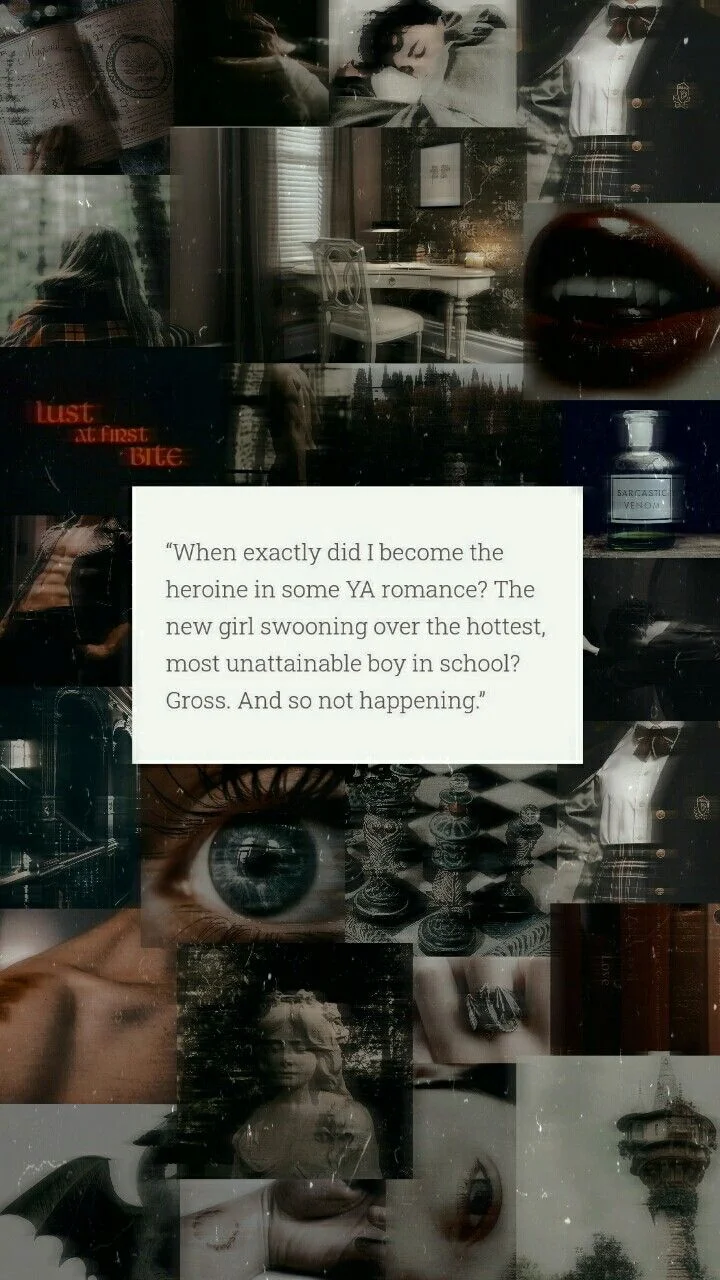 lust
at first
bite
SARCASTIC
VENOM
“When exactly did I become the
heroine in some YA romance? The
new girl swooning over the hottest,
most unattainable boy in school?
Gross. And so not happening.”
Love